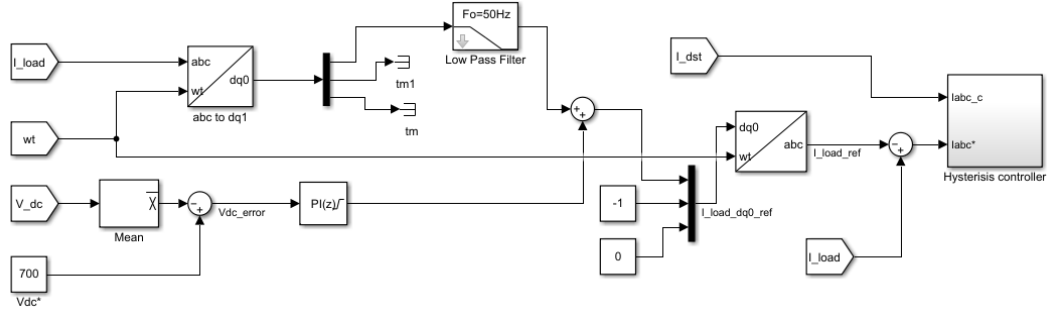 Fo=50Hz
Low Pass Filter
I_load
abc
dq0
wt
abc to dq1
tm1
tm
I_dst
Iabc_c
Iabc*
Hysterisis controller
wt
dq0
wt
abc
I_load_ref
V_dc
Mean
Vdc_error
PI(z)
-1
I_load_dq0_ref
0
I_load
700
Vdc*